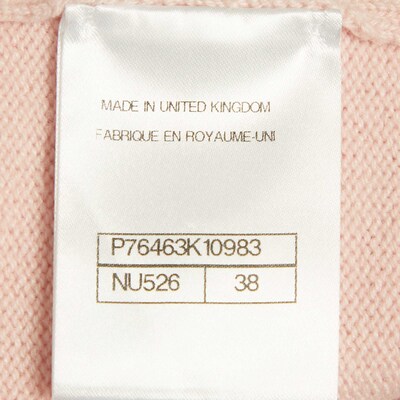 MADE IN UNITED KINGDOM
FABRIQUE EN ROYAUME-UNI
P76463K10983
NU526 38